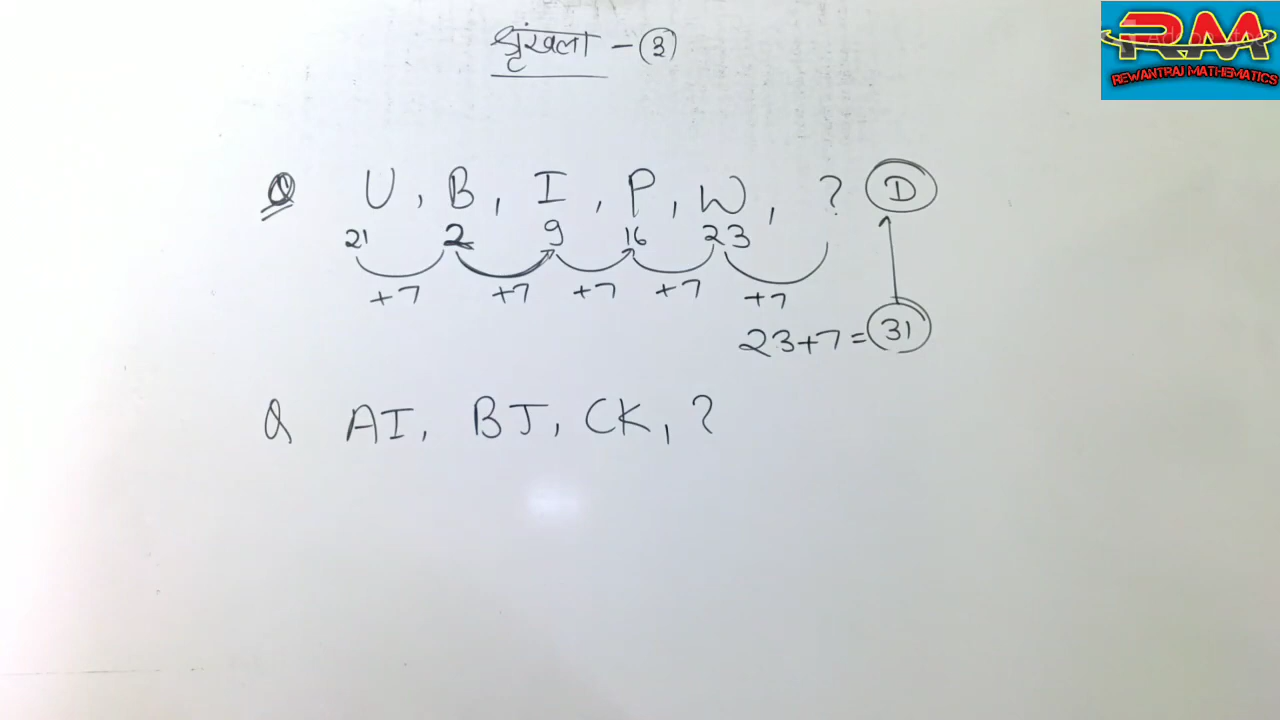 श्रृंखला - ③
RM
REWANTRAJ MATHEMATICS
Q U, B, I, P, W, ? D
21 2 9 16 23
+7 +7 +7 +7 +7
23+7=31
Q AI, BJ, CK, ?